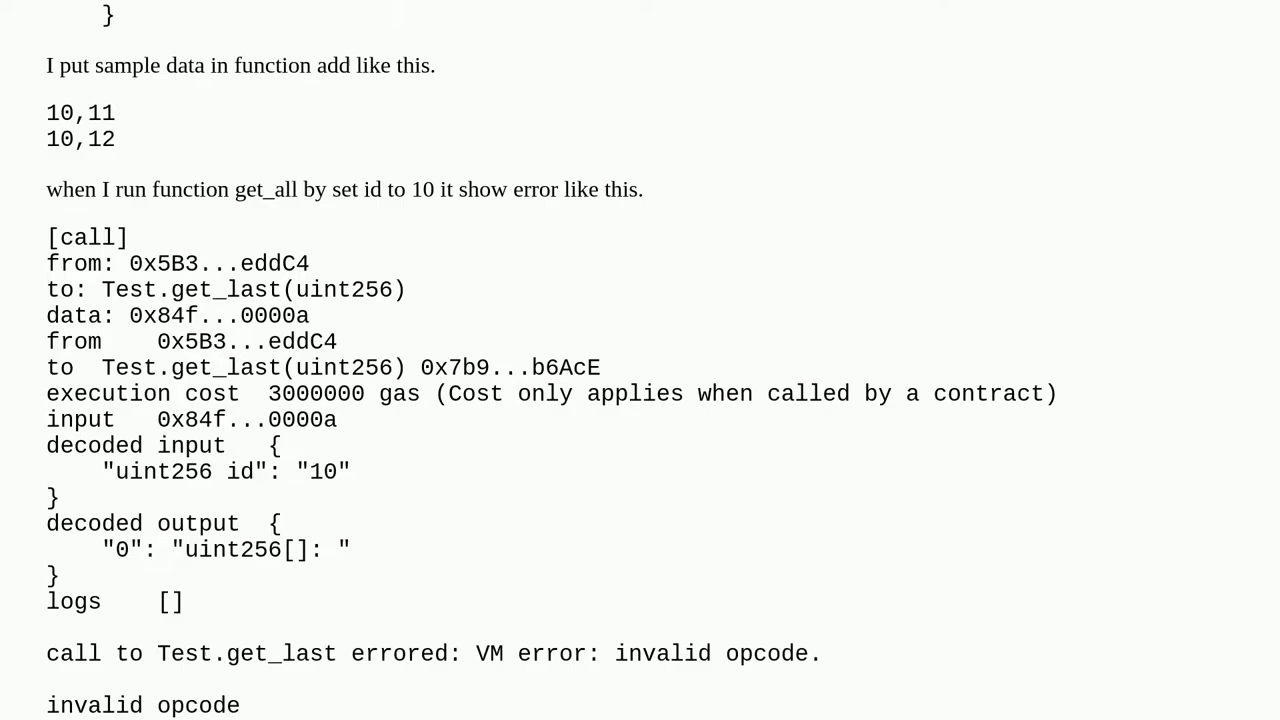 }
I put sample data in function add like this.
10,11
10,12
when I run function get_all by set id to 10 it show error like this.
[call]
from: 0x5B3...eddC4
to: Test.get_last(uint256)
data: 0x84f...0000a
from    0x5B3...eddC4
to  Test.get_last(uint256) 0x7b9...b6AcE
execution cost  3000000 gas (Cost only applies when called by a contract)
input   0x84f...0000a
decoded input   {
    "uint256 id": "10"
}
decoded output  {
    "0": "uint256[]: "
}
logs    []
call to Test.get_last errored: VM error: invalid opcode.
invalid opcode